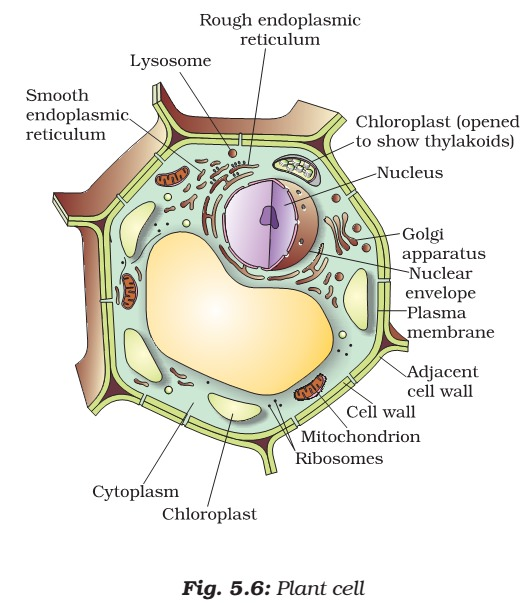 Rough endoplasmic
reticulum
Lysosome
Smooth
endoplasmic
reticulum
Chloroplast (opened
to show thylakoids)
Nucleus
Golgi
apparatus
Nuclear
envelope
Plasma
membrane
Adjacent
cell wall
Cell wall
Mitochondrion
Ribosomes
Cytoplasm
Chloroplast
Fig. 5.6: Plant cell